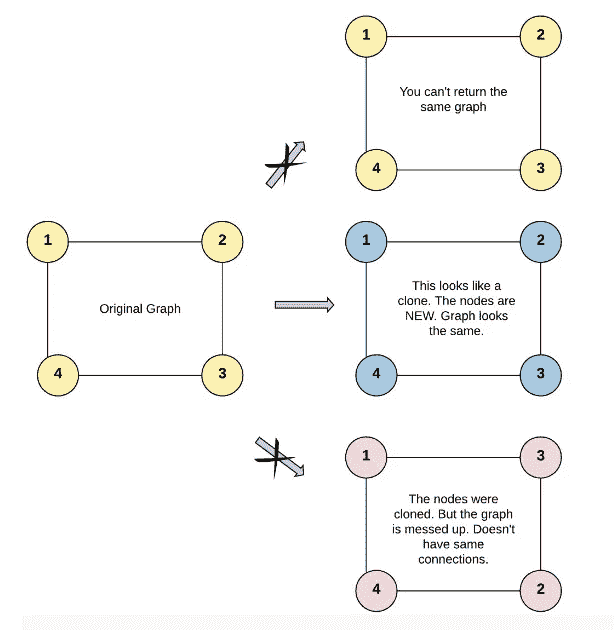 1
2
You can't return the
same graph
4
3
1
2
Original Graph
4
3
1
2
This looks like a
clone. The nodes are
NEW. Graph looks
the same.
4
3
1
3
The nodes were
cloned. But the graph
is messed up. Doesn't
have same
connections.
4
2